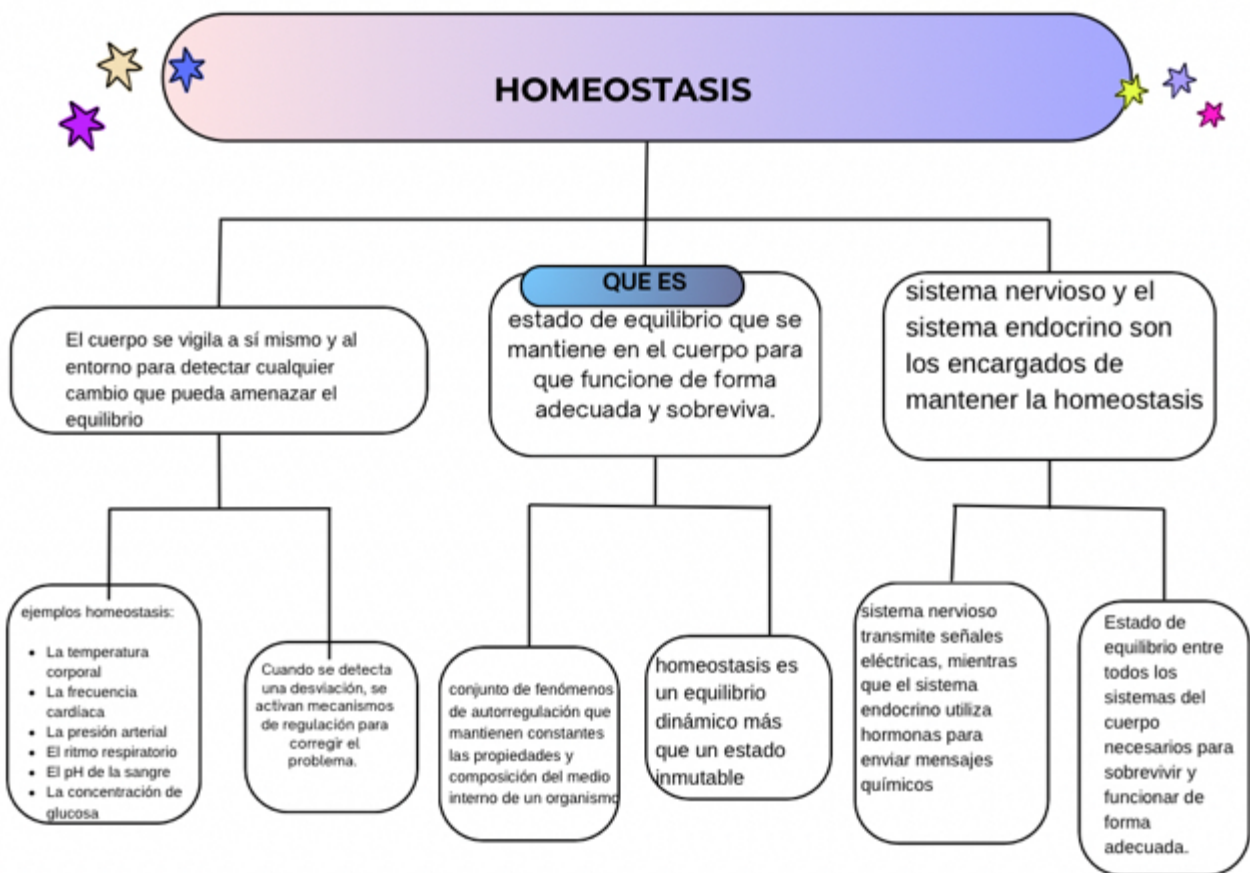 HOMEOSTASIS
El cuerpo se vigila a sí mismo y al
entorno para detectar cualquier
cambio que pueda amenazar el
equilibrio
QUE ES
estado de equilibrio que se
mantiene en el cuerpo para
que funcione de forma
adecuada y sobreviva.
sistema nervioso y el
sistema endocrino son
los encargados de
mantener la homeostasis
ejemplos homeostasis:
• La temperatura
corporal
• La frecuencia
cardíaca
• La presión arterial
• El ritmo respiratorio
• El pH de la sangre
• La concentración de
glucosa
Cuando se detecta
una desviación, se
activan mecanismos
de regulación para
corregir el
problema.
conjunto de fenómenos
de autorregulación que
mantienen constantes
las propiedades y
composición del medio
interno de un organismo
homeostasis es
un equilibrio
dinámico más
que un estado
inmutable
sistema nervioso
transmite señales
eléctricas, mientras
que el sistema
endocrino utiliza
hormonas para
enviar mensajes
químicos
Estado de
equilibrio entre
todos los
sistemas del
cuerpo
necesarios para
sobrevivir y
funcionar de
forma
adecuada.